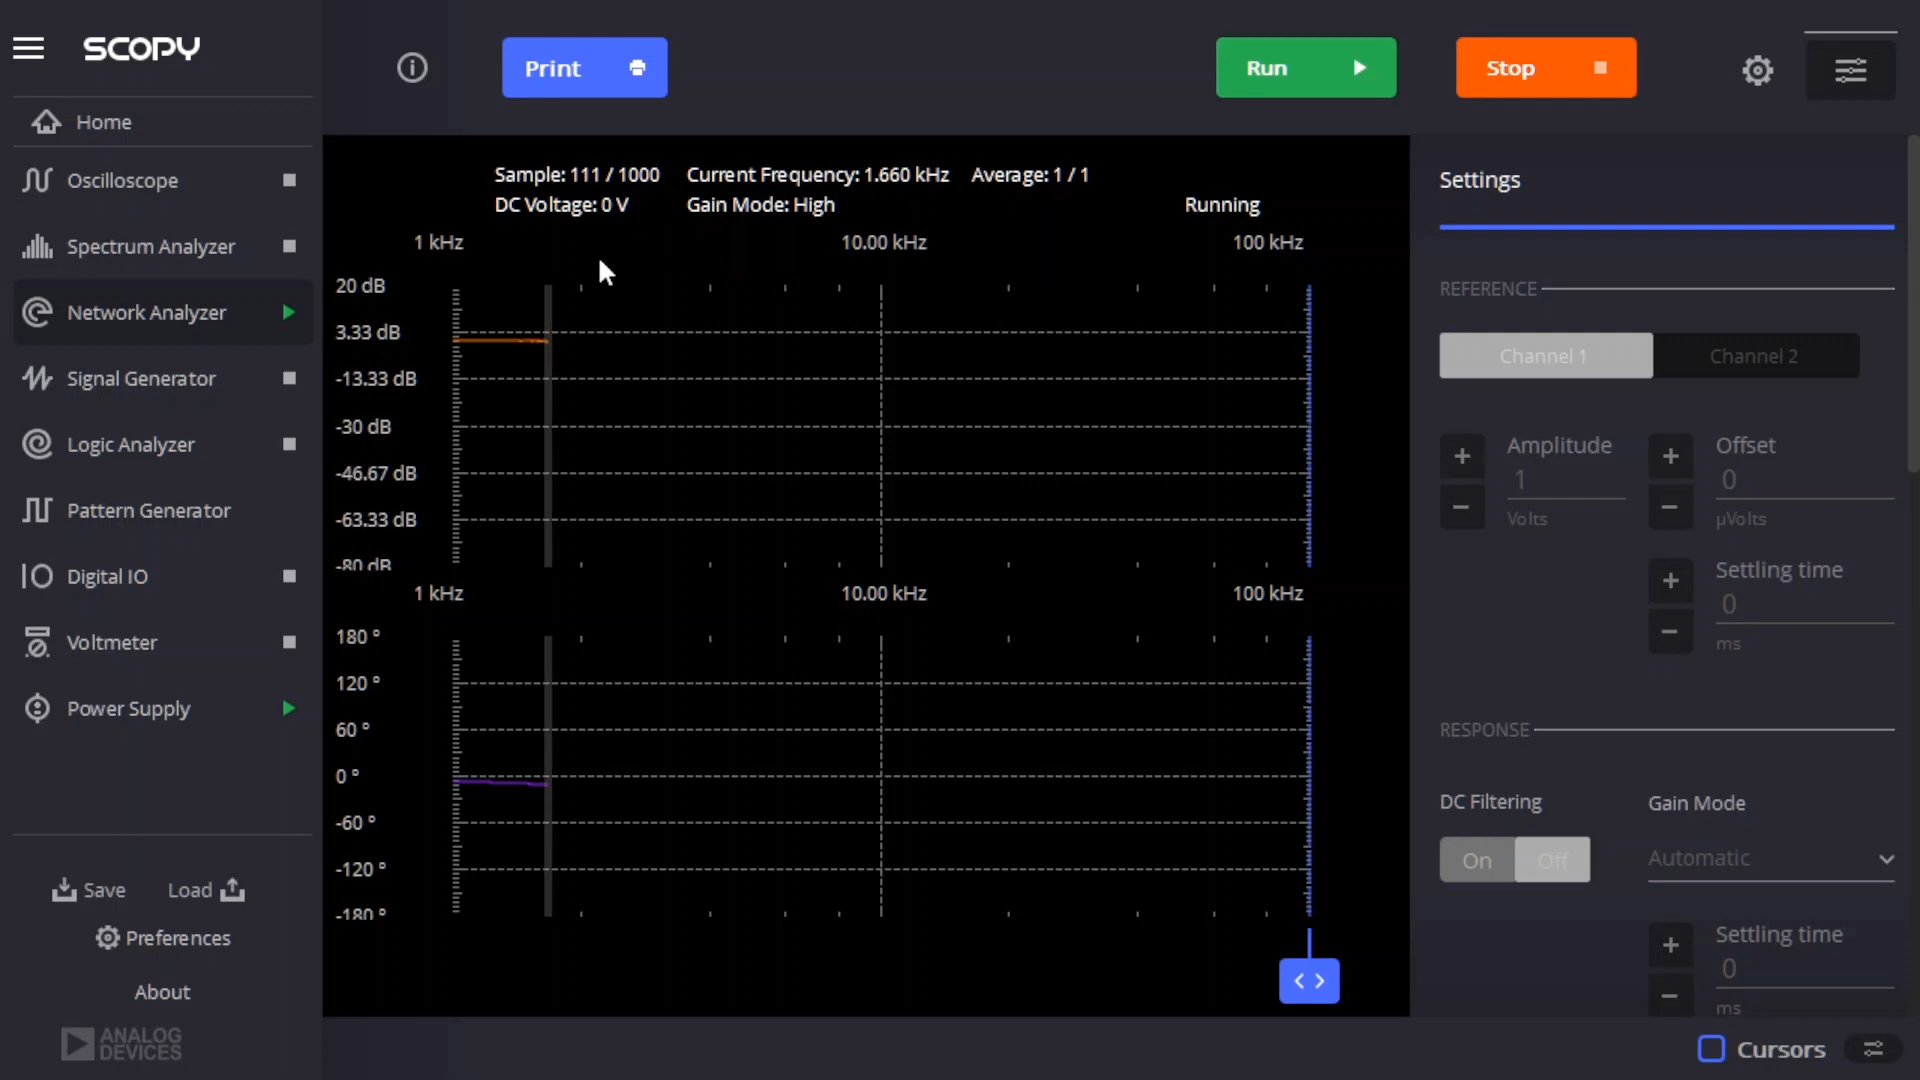 SCOPY
Print
Run
Stop
Home
Oscilloscope
Spectrum Analyzer
Network Analyzer
Signal Generator
Logic Analyzer
Pattern Generator
Digital IO
Voltmeter
Power Supply
Save
Load
Preferences
About
ANALOG
DEVICES
Sample: 111 / 1000 Current Frequency: 1.660 kHz Average: 1 / 1
DC Voltage: 0 V Gain Mode: High Running
1 kHz 10.00 kHz 100 kHz
20 dB
3.33 dB
-13.33 dB
-30 dB
-46.67 dB
-63.33 dB
-80 dB
1 kHz 10.00 kHz 100 kHz
180 °
120 °
60 °
0 °
-60 °
-120 °
-180 °
Settings
REFERENCE
Channel 1 Channel 2
+ Amplitude + Offset
1 0
Volts µVolts
+ Settling time
0
ms
RESPONSE
DC Filtering Gain Mode
On Off Automatic
+ Settling time
0
ms
Cursors